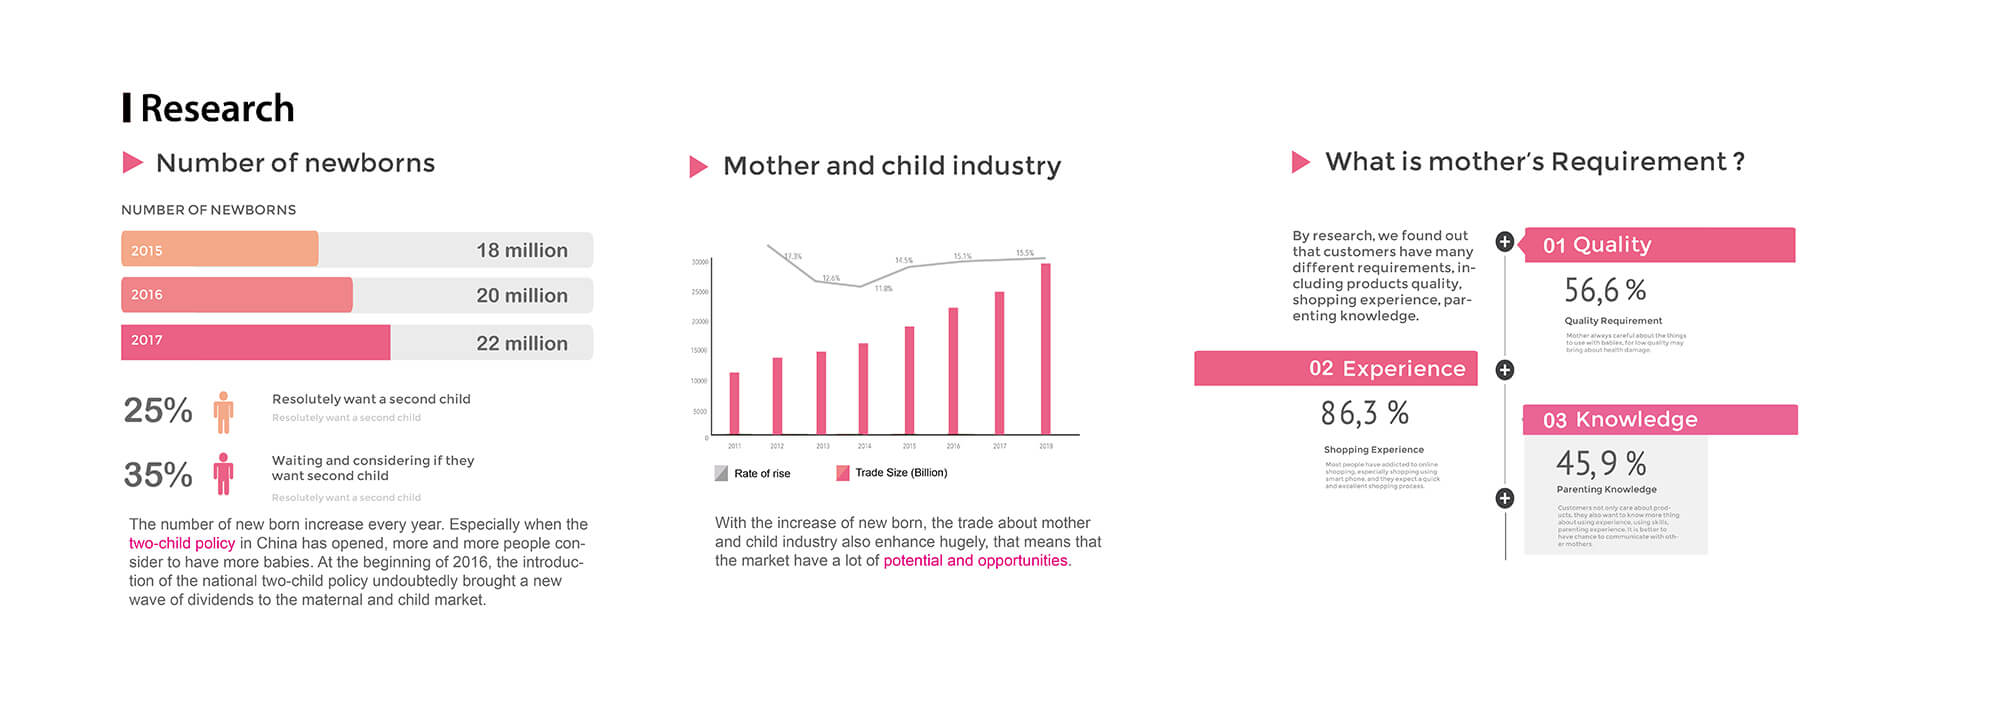 Research
Number of newborns
NUMBER OF NEWBORNS
2015 18 million
2016 20 million
2017 22 million
25%
Resolutely want a second child
Resolutely want a second child
35%
Waiting and considering if they
want second child
Resolutely want a second child
The number of new born increase every year. Especially when the
two-child policy in China has opened, more and more people con-
sider to have more babies. At the beginning of 2016, the introduc-
tion of the national two-child policy undoubtedly brought a new
wave of dividends to the maternal and child market.
Mother and child industry
17.3%
12.6%
11.8%
14.5%
15.1%
15.5%
30000
25000
20000
15000
10000
5000
0
2011 2012 2013 2014 2015 2016 2017 2018
Rate of rise
Trade Size (Billion)
With the increase of new born, the trade about mother
and child industry also enhance hugely, that means that
the market have a lot of potential and opportunities.
What is mother's Requirement ?
By research, we found out
that customers have many
different requirements, in-
cluding products quality,
shopping experience, par-
enting knowledge.
01 Quality
56,6 %
Quality Requirement
Mother always careful about the things
to use with babies, for low quality may
bring about health damage.
02 Experience
86,3 %
Shopping Experience
Most people have addicted to online
shopping, especially shopping using
smart phone, and they expect a quick
and excellent shopping process.
03 Knowledge
45,9 %
Parenting Knowledge
Customers not only care about prod-
ucts, they also want to know more thing
about using experience, using skills,
parenting experience. It is better to
have chance to communicate with oth-
er mothers